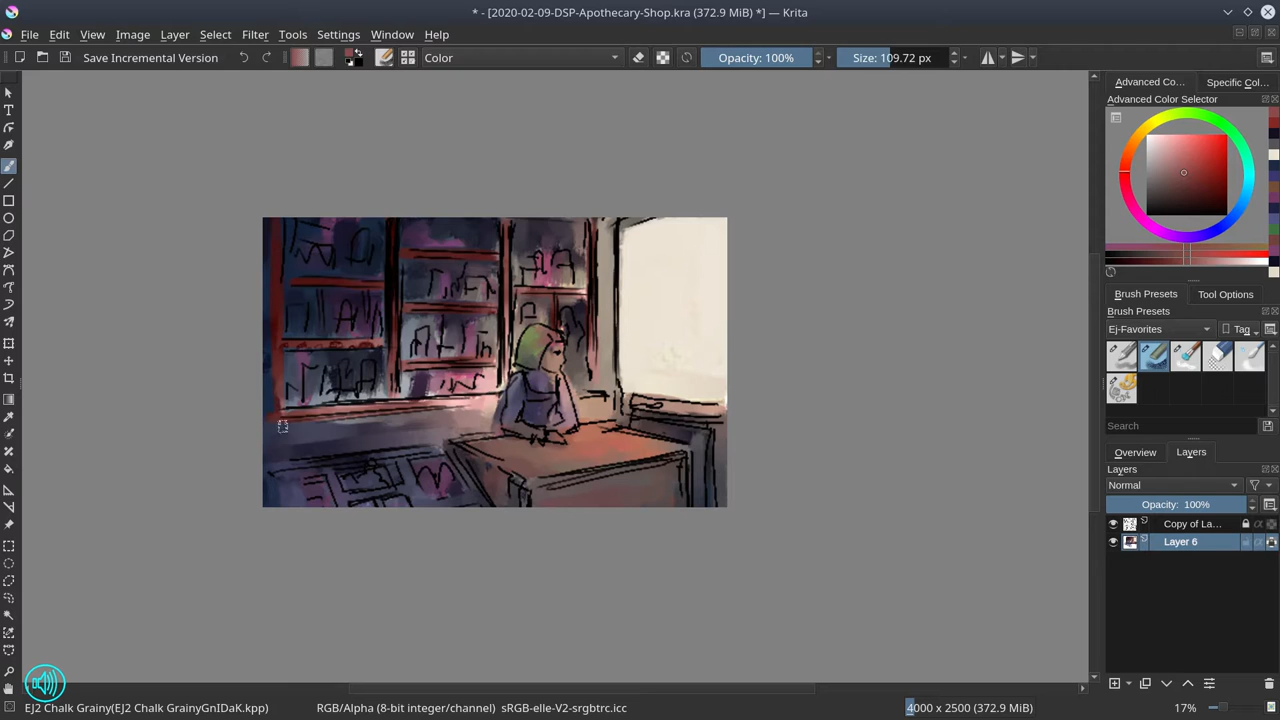 * - [2020-02-09-DSP-Apothecary-Shop.kra (372.9 MiB) *] — Krita
File Edit View Image Layer Select Filter Tools Settings Window Help
Save Incremental Version Color Opacity: 100% Size: 109.72 px
Advanced Co... Specific Col...
Advanced Color Selector
Brush Presets Tool Options
Brush Presets
Ej-Favorites Tag
Search
Overview Layers
Layers
Normal
Opacity: 100%
Copy of La...
Layer 6
EJ2 Chalk Grainy(EJ2 Chalk GrainyGnIDaK.kpp) RGB/Alpha (8-bit integer/channel) sRGB-elle-V2-srgbtrc.icc 4000 x 2500 (372.9 MiB) 17%